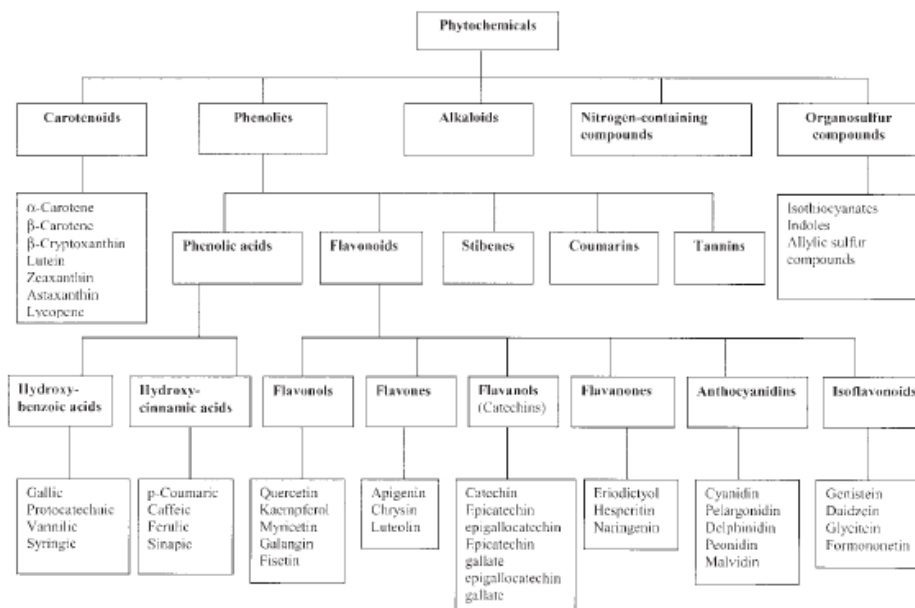 Phytochemicals
Carotenoids
Phenolics
Alkaloids
Nitrogen-containing
compounds
Organosulfur
compounds
α-Carotene
β-Carotene
β-Cryptoxanthin
Lutein
Zeaxanthin
Astaxanthin
Lycopene
Isothiocyanates
Indoles
Allylic sulfur
compounds
Phenolic acids
Flavonoids
Stibenes
Coumarins
Tannins
Hydroxy-
benzoic acids
Hydroxy-
cinnamic acids
Flavonols
Flavones
Flavanols
(Catechins)
Flavanones
Anthocyanidins
Isoflavonoids
Gallic
Protocatechuic
Vannilic
Syringic
p-Coumaric
Caffeic
Ferulic
Sinapic
Quercetin
Kaempferol
Myricetin
Galangin
Fisetin
Apigenin
Chrysin
Luteolin
Catechin
Epicatechin
epigallocatechin
Epicatechin
gallate
epigallocatechin
gallate
Eriodictyol
Hesperitin
Naringenin
Cyanidin
Pelargonidin
Delphinidin
Peonidin
Malvidin
Genistein
Daidzein
Glycitein
Formononetin